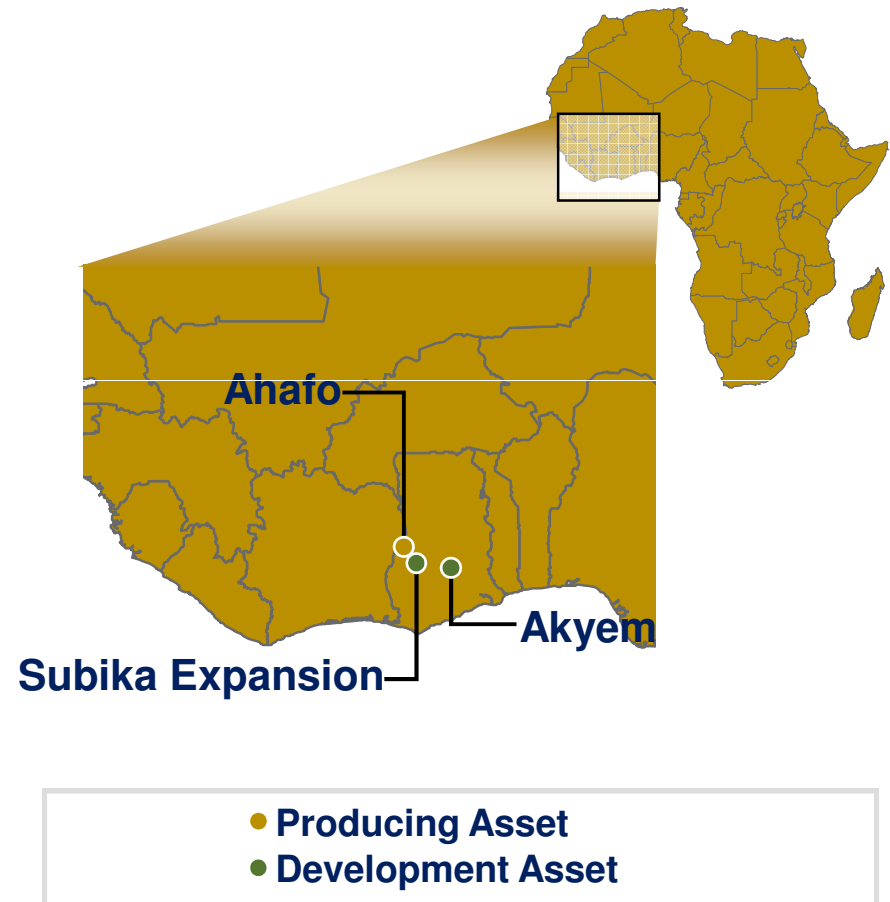 Ahafo
Akyem
Subika Expansion
Producing Asset
Development Asset